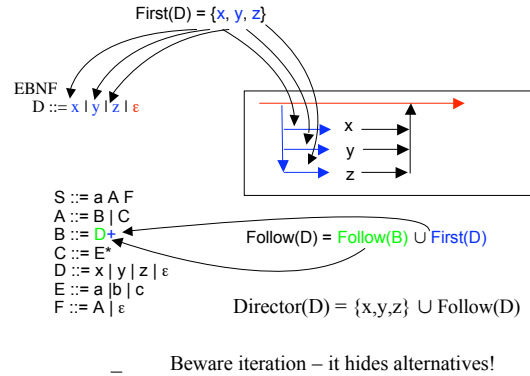 First(D) = {x, y, z}
EBNF
D ::= x | y | z | ε
x
y
z
S ::= a A F
A ::= B | C
B ::= D+
C ::= E*
D ::= x | y | z | ε
E ::= a |b | c
F ::= A | ε
Follow(D) = Follow(B) ∪ First(D)
Director(D) = {x,y,z} ∪ Follow(D)
_ Beware iteration – it hides alternatives!